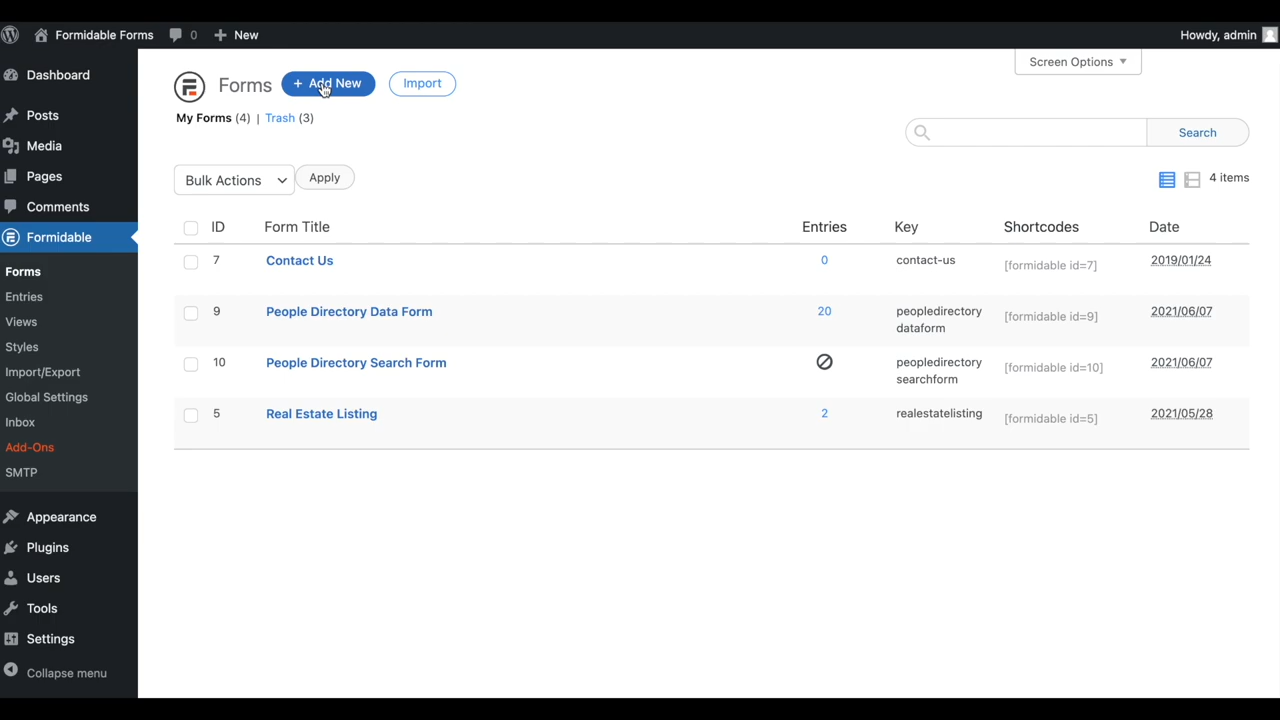 Formidable Forms 0 + New Howdy, admin
Dashboard
Posts
Media
Pages
Comments
Formidable
Forms
Entries
Views
Styles
Import/Export
Global Settings
Inbox
Add-Ons
SMTP
Appearance
Plugins
Users
Tools
Settings
Collapse menu
Screen Options ▼
Forms + Add New Import
My Forms (4) | Trash (3)
Search
Bulk Actions Apply 4 items
ID Form Title Entries Key Shortcodes Date
7 Contact Us 0 contact-us [formidable id=7] 2019/01/24
9 People Directory Data Form 20 peopledirectory [formidable id=9] 2021/06/07
dataform
10 People Directory Search Form peopledirectory [formidable id=10] 2021/06/07
searchform
5 Real Estate Listing 2 realestatelisting [formidable id=5] 2021/05/28